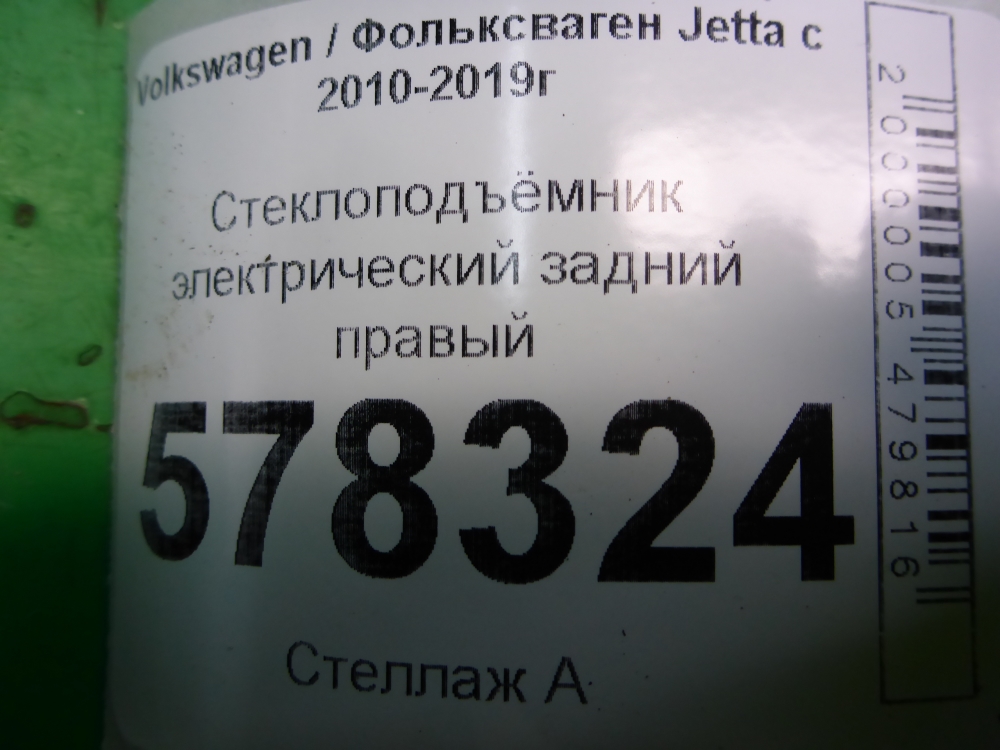 Volkswagen / Фольксваген Jetta с
2010-2019г
Стеклоподъёмник
электрический задний
правый
578324
Стеллаж А
2000005479816